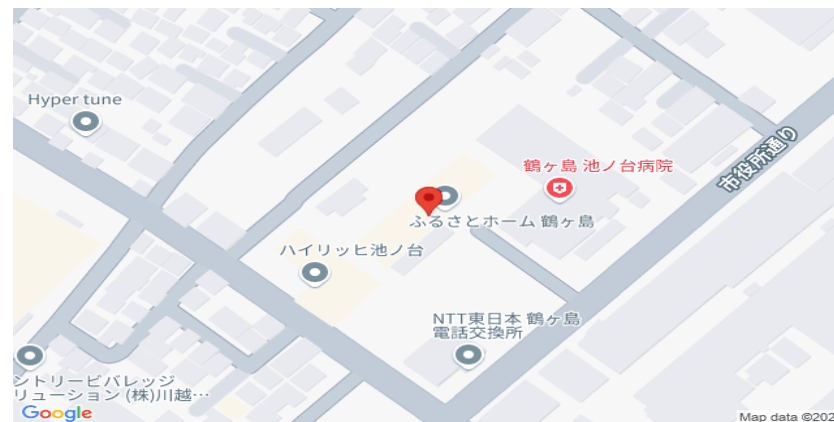 Hyper tune
市役所通り
鶴ヶ島 池ノ台病院
ふるさとホーム 鶴ヶ島
ハイリッヒ池ノ台
NTT東日本 鶴ヶ島
電話交換所
ントリービバレッジ
リューション (株)川越…
Google
Map data ©202